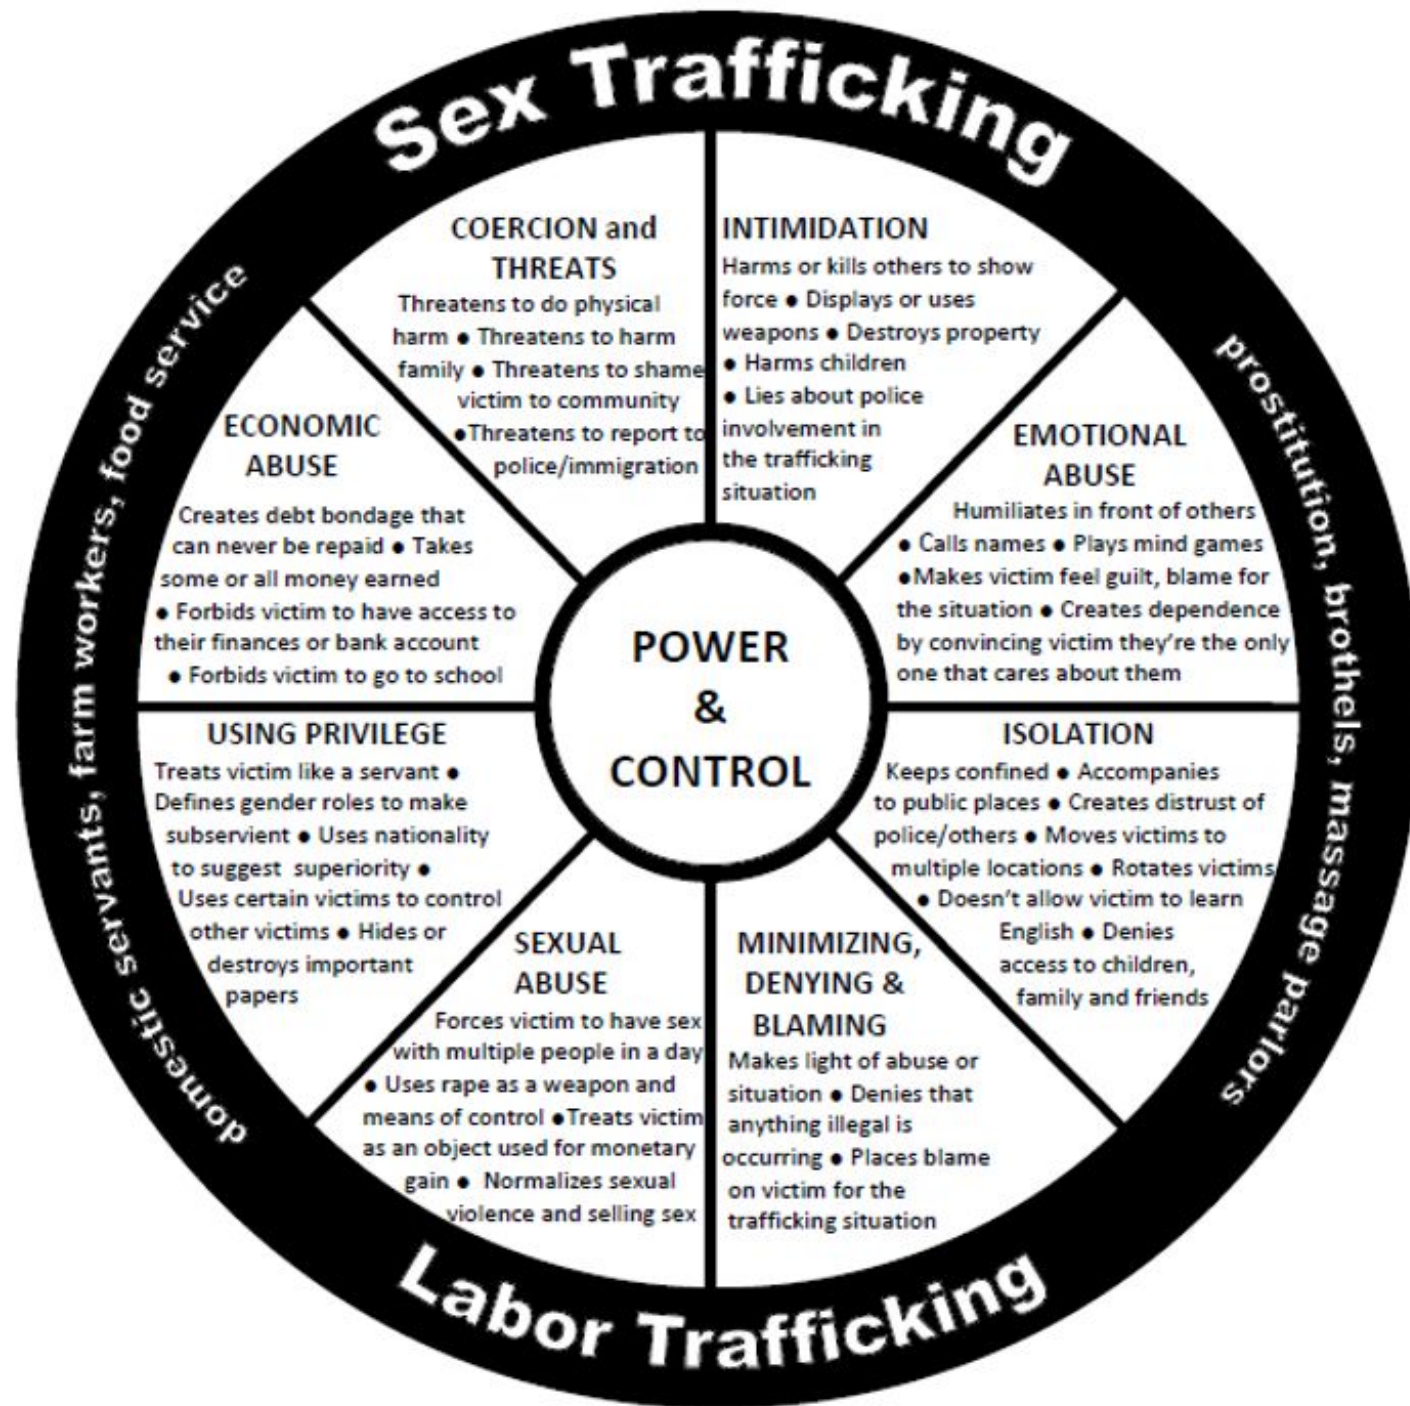 Sex Trafficking
COERCION and
THREATS
Threatens to do physical
harm ● Threatens to harm
family ● Threatens to shame
victim to community
●Threatens to report to
police/immigration
INTIMIDATION
Harms or kills others to show
force ● Displays or uses
weapons ● Destroys property
● Harms children
● Lies about police
involvement in
the trafficking
situation
EMOTIONAL
ABUSE
Humiliates in front of others
● Calls names ● Plays mind games
●Makes victim feel guilt, blame for
the situation ● Creates dependence
by convincing victim they're the only
one that cares about them
ISOLATION
Keeps confined ● Accompanies
to public places ● Creates distrust of
police/others ● Moves victims to
multiple locations ● Rotates victims
● Doesn't allow victim to learn
English ● Denies
access to children,
family and friends
MINIMIZING,
DENYING &
BLAMING
Makes light of abuse or
situation ● Denies that
anything illegal is
occurring ● Places blame
on victim for the
trafficking situation
SEXUAL
ABUSE
Forces victim to have sex
with multiple people in a day
● Uses rape as a weapon and
means of control ●Treats victim
as an object used for monetary
gain ● Normalizes sexual
violence and selling sex
USING PRIVILEGE
Treats victim like a servant ●
Defines gender roles to make
subservient ● Uses nationality
to suggest superiority ●
Uses certain victims to control
other victims ● Hides or
destroys important
papers
ECONOMIC
ABUSE
Creates debt bondage that
can never be repaid ● Takes
some or all money earned
● Forbids victim to have access to
their finances or bank account
● Forbids victim to go to school
POWER
&
CONTROL
prostitution, brothels, massage parlors
domestic servants, farm workers, food service
Labor Trafficking